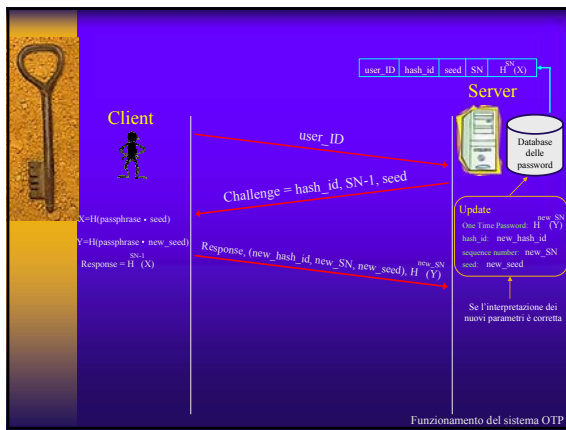 user_ID hash_id seed SN H^SN(X)
Server
Client
user_ID
Database
delle
password
Challenge = hash_id, SN-1, seed
X=H(passphrase • seed)
Y=H(passphrase • new_seed)
Response = H^SN-1(X)
Response, (new_hash_id, new_SN, new_seed), H^new_SN(Y)
Update
One Time Password: H^new_SN(Y)
hash_id: new_hash_id
sequence number: new_SN
seed: new_seed
Se l'interpretazione dei
nuovi parametri è corretta
Funzionamento del sistema OTP